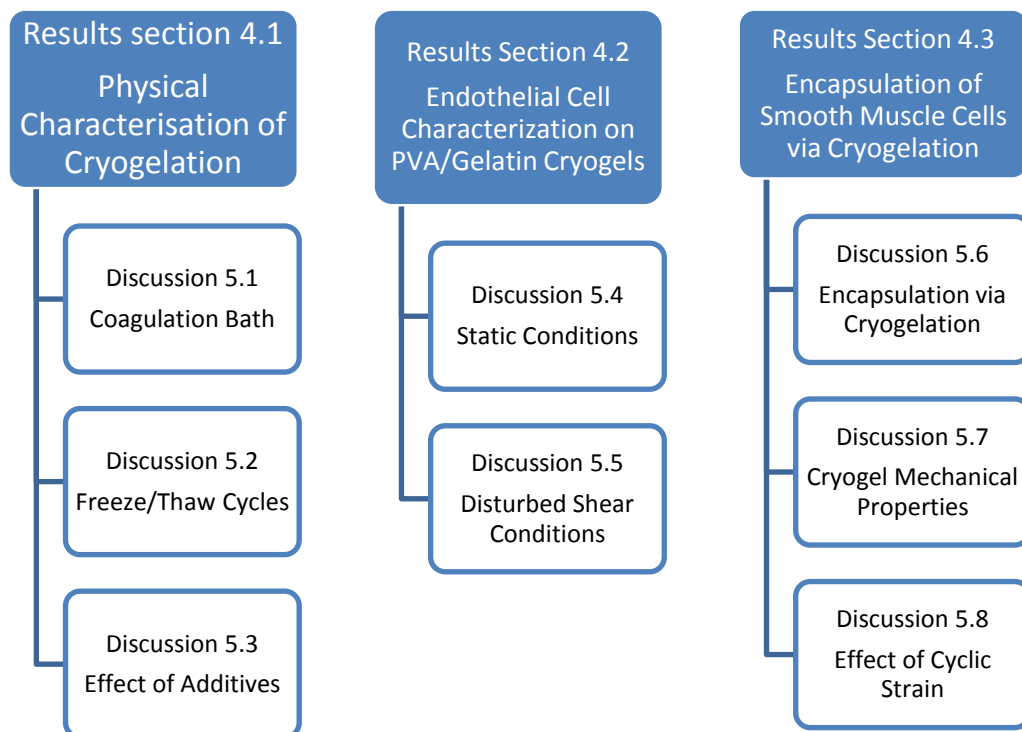 Results section 4.1
Physical
Characterisation of
Cryogelation
Discussion 5.1
Coagulation Bath
Discussion 5.2
Freeze/Thaw Cycles
Discussion 5.3
Effect of Additives
Results Section 4.2
Endothelial Cell
Characterization on
PVA/Gelatin Cryogels
Discussion 5.4
Static Conditions
Discussion 5.5
Disturbed Shear
Conditions
Results Section 4.3
Encapsulation of
Smooth Muscle Cells
via Cryogelation
Discussion 5.6
Encapsulation via
Cryogelation
Discussion 5.7
Cryogel Mechanical
Properties
Discussion 5.8
Effect of Cyclic
Strain